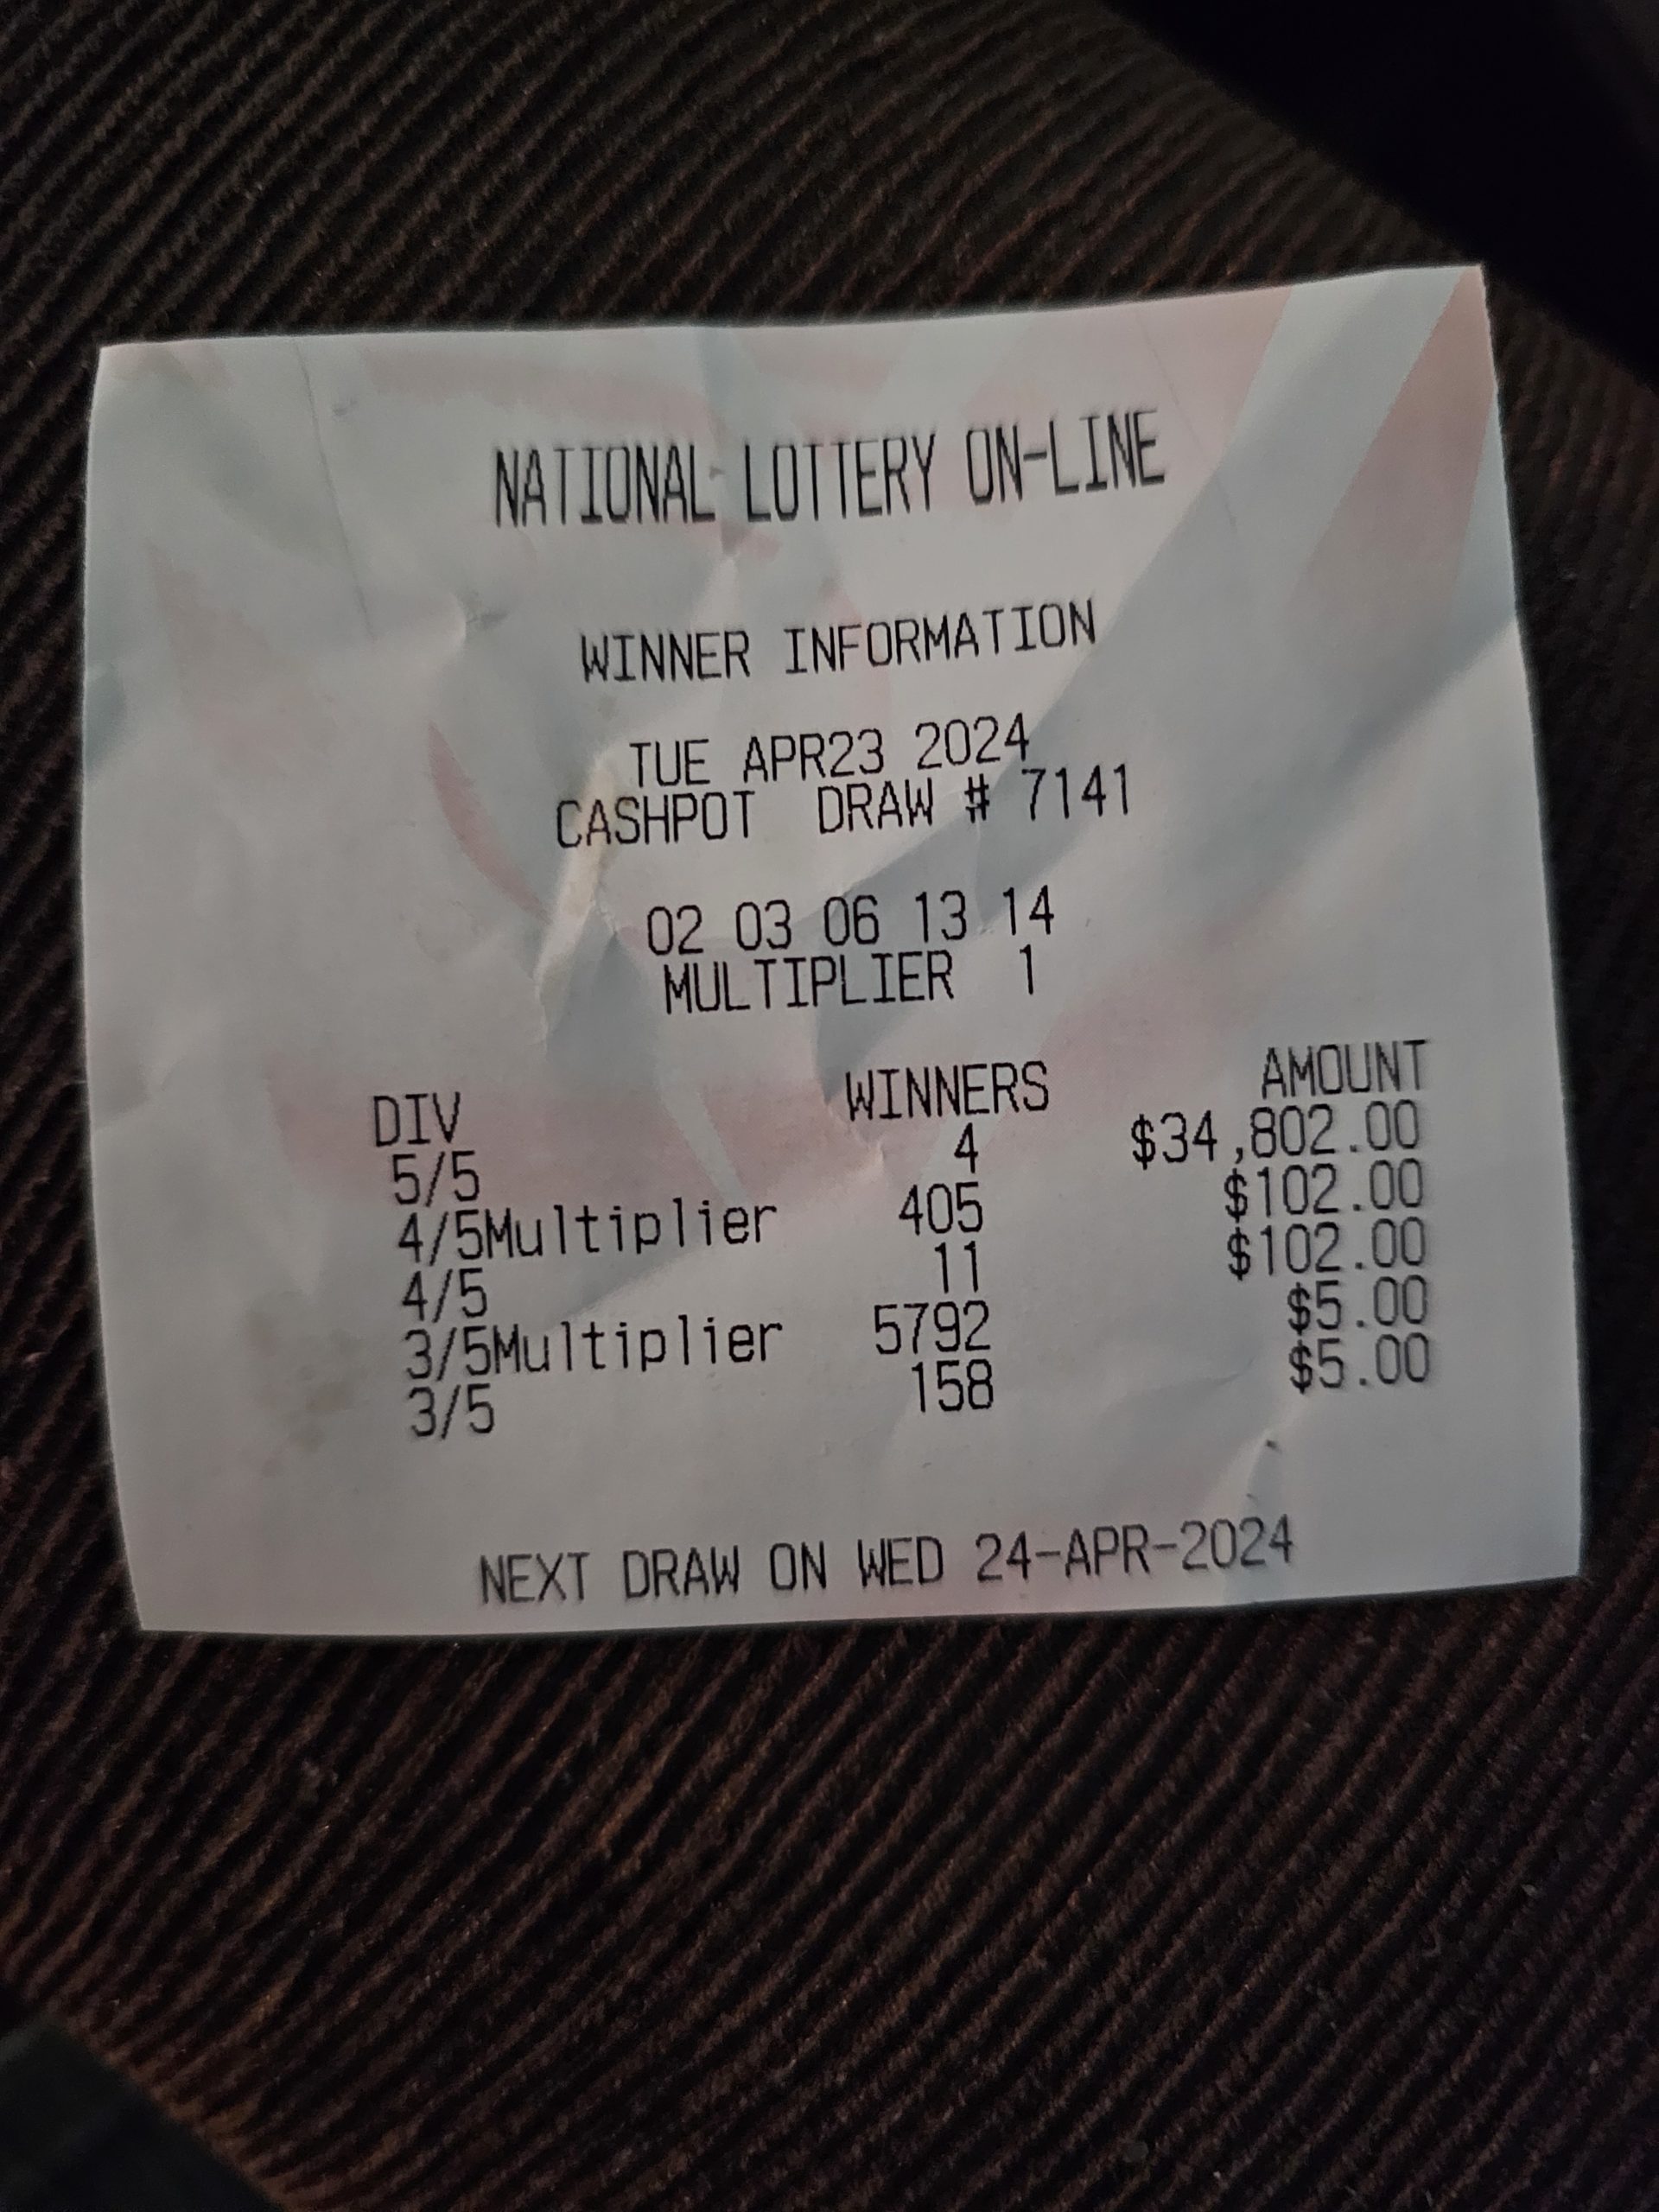 NATIONAL LOTTERY ON-LINE
WINNER INFORMATION
TUE APR23 2024
CASHPOT DRAW # 7141
02 03 06 13 14
MULTIPLIER 1
DIV WINNERS AMOUNT
5/5 4 $34,802.00
4/5Multiplier 405 $102.00
4/5 11 $102.00
3/5Multiplier 5792 $5.00
3/5 158 $5.00
NEXT DRAW ON WED 24-APR-2024